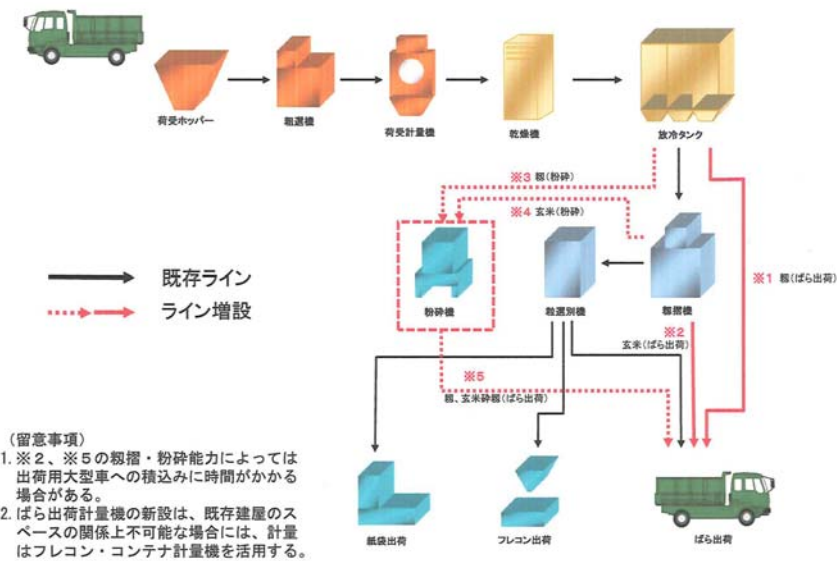 荷受ホッパー
粗選機
荷受計量機
乾燥機
放冷タンク
※3 籾(粉砕)
※4 玄米(粉砕)
既存ライン
ライン増設
粉砕機
粒選別機
籾摺機
※1 籾(ばら出荷)
※2
玄米(ばら出荷)
※5
籾、玄米砕籾(ばら出荷)
(留意事項)
1. ※2、※5の籾摺・粉砕能力によっては
出荷用大型車への積込みに時間がかかる
場合がある。
2. ばら出荷計量機の新設は、既存建屋のス
ペースの関係上不可能な場合には、計量
はフレコン・コンテナ計量機を活用する。
紙袋出荷
フレコン出荷
ばら出荷